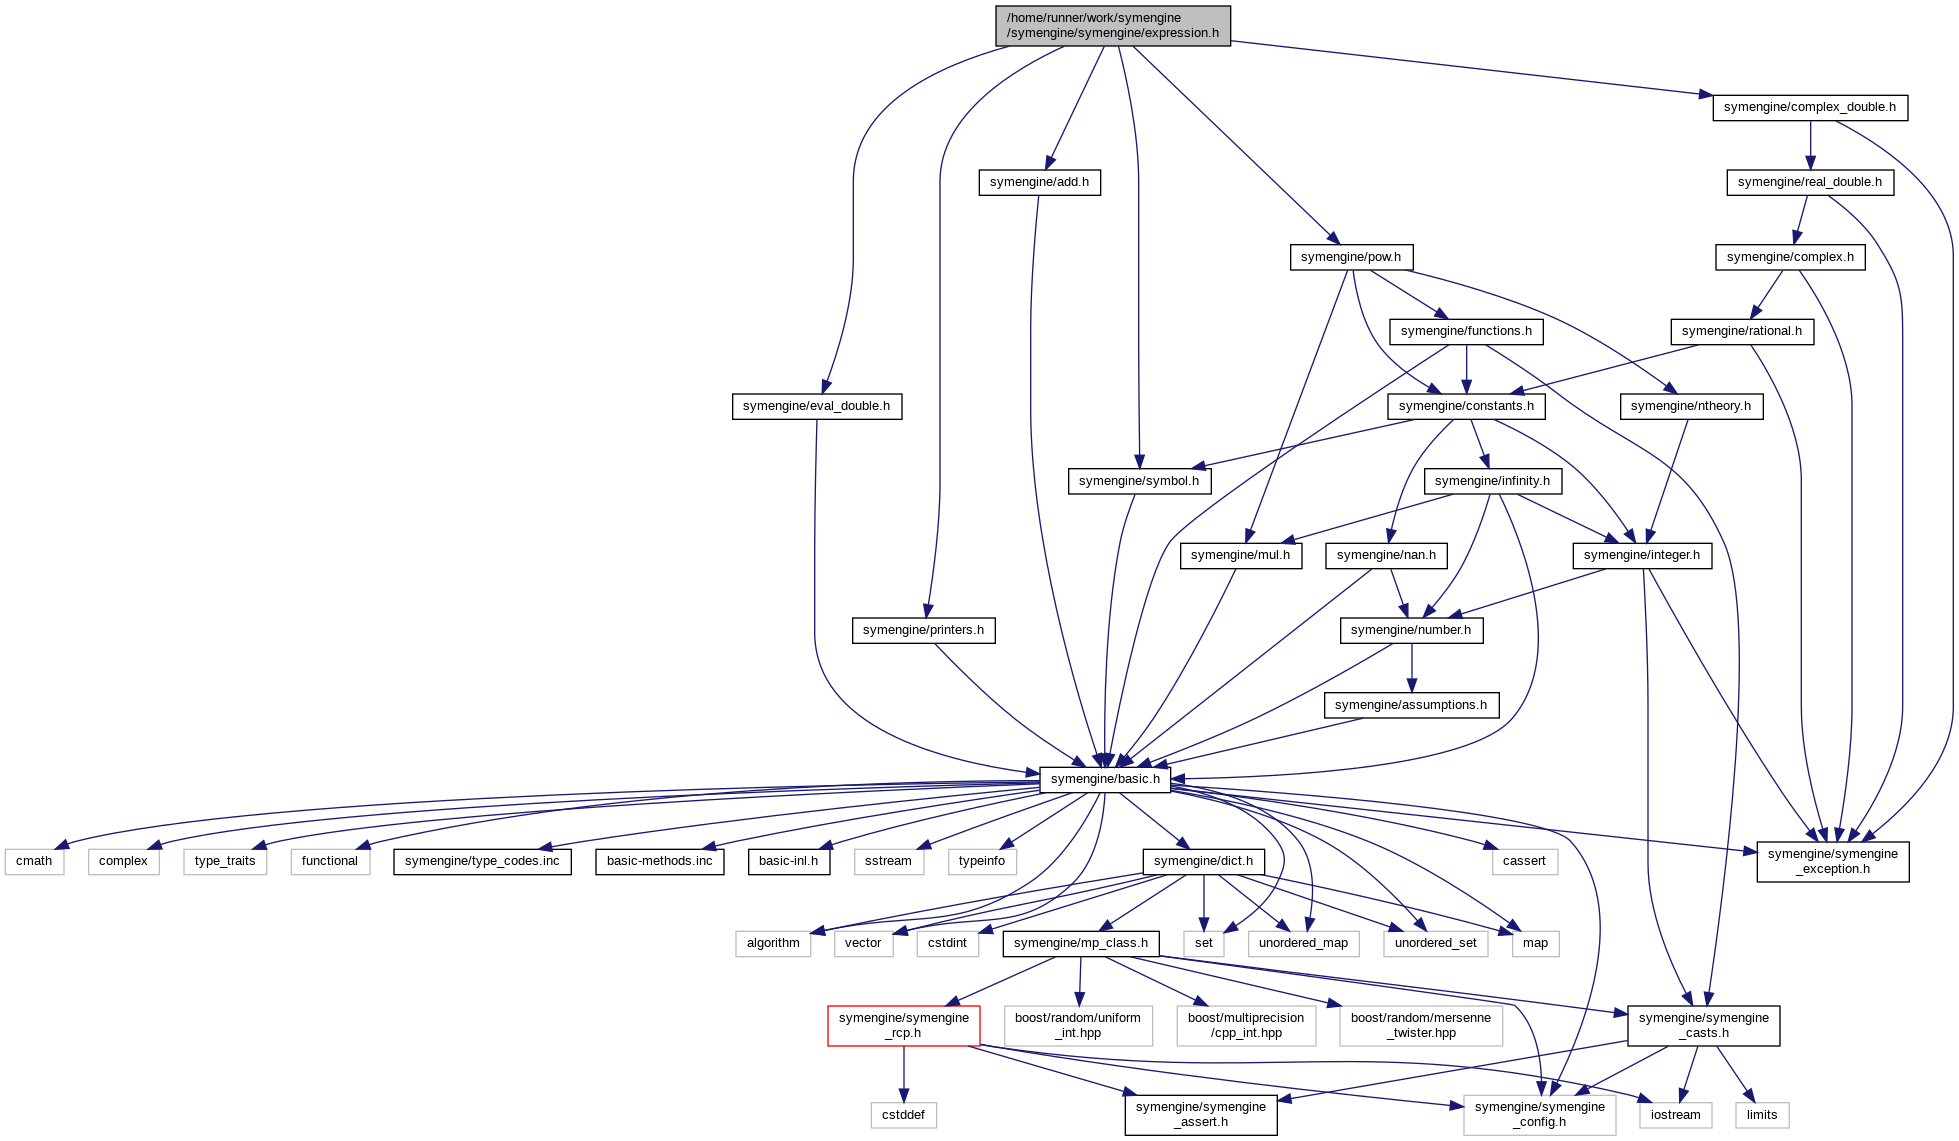 /home/runner/work/symengine
/symengine/symengine/expression.h
symengine/complex_double.h
symengine/add.h
symengine/real_double.h
symengine/pow.h
symengine/complex.h
symengine/functions.h
symengine/rational.h
symengine/eval_double.h
symengine/constants.h
symengine/ntheory.h
symengine/symbol.h
symengine/infinity.h
symengine/mul.h
symengine/nan.h
symengine/integer.h
symengine/printers.h
symengine/number.h
symengine/assumptions.h
symengine/basic.h
cmath
complex
type_traits
functional
symengine/type_codes.inc
basic-methods.inc
basic-inl.h
sstream
typeinfo
symengine/dict.h
cassert
symengine/symengine
_exception.h
algorithm
vector
cstdint
symengine/mp_class.h
set
unordered_map
unordered_set
map
symengine/symengine
_rcp.h
boost/random/uniform
_int.hpp
boost/multiprecision
/cpp_int.hpp
boost/random/mersenne
_twister.hpp
symengine/symengine
_casts.h
cstddef
symengine/symengine
_assert.h
symengine/symengine
_config.h
iostream
limits